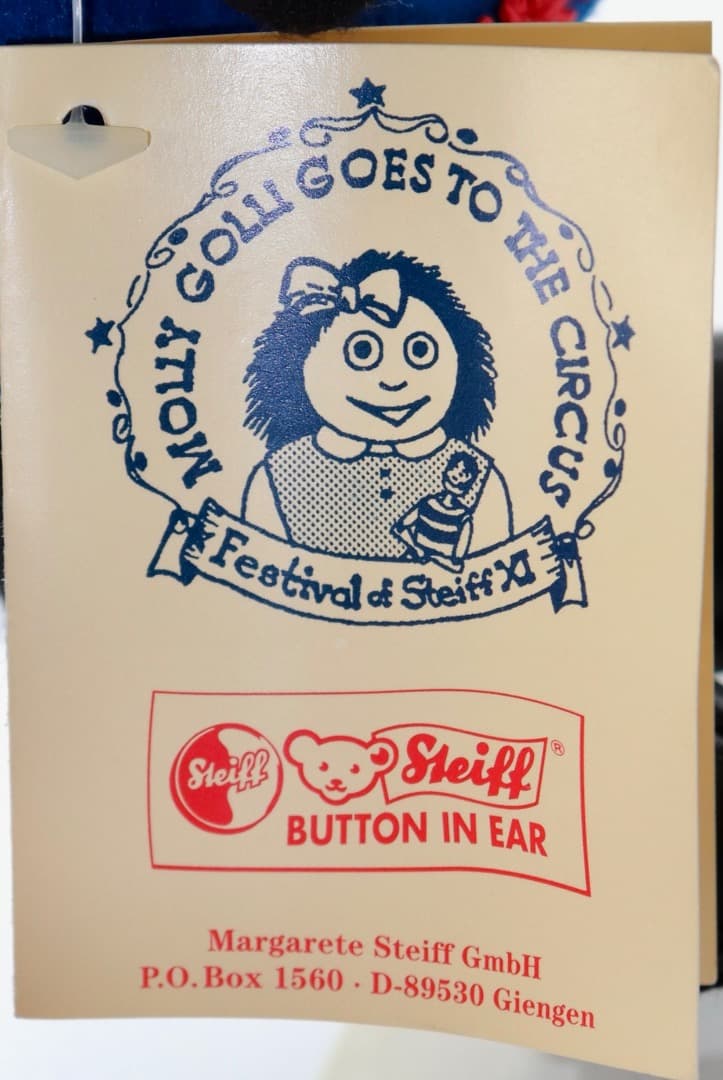 MOLLY GOLLI GOES TO THE CIRCUS
Festival of Steiff XI
Steiff
Steiff ®
BUTTON IN EAR
Margarete Steiff GmbH
P.O. Box 1560 · D-89530 Giengen